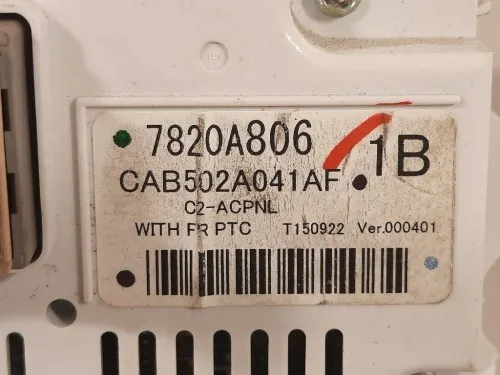 7820A806
1B
CAB502A041AF
C2-ACPNL
WITH FR PTC T150922 Ver.000401